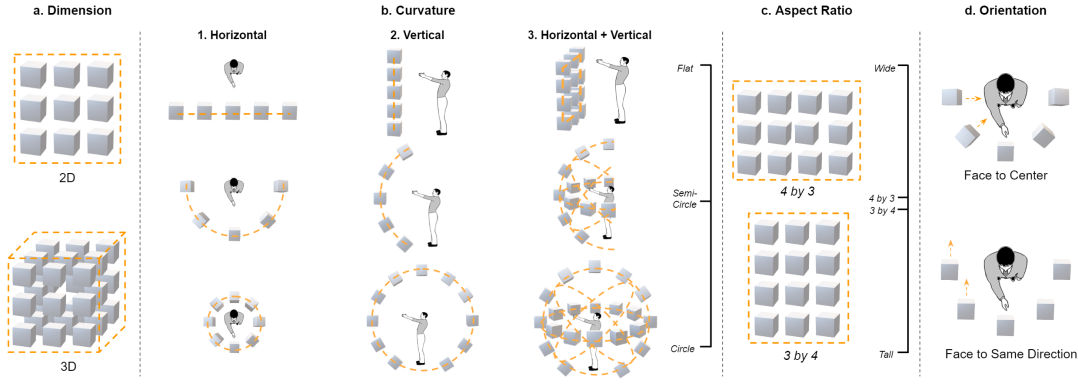 a. Dimension
2D
3D
b. Curvature
1. Horizontal
2. Vertical
3. Horizontal + Vertical
Flat
Semi-
Circle
Circle
c. Aspect Ratio
4 by 3
3 by 4
Wide
4 by 3
3 by 4
Tall
d. Orientation
Face to Center
Face to Same Direction